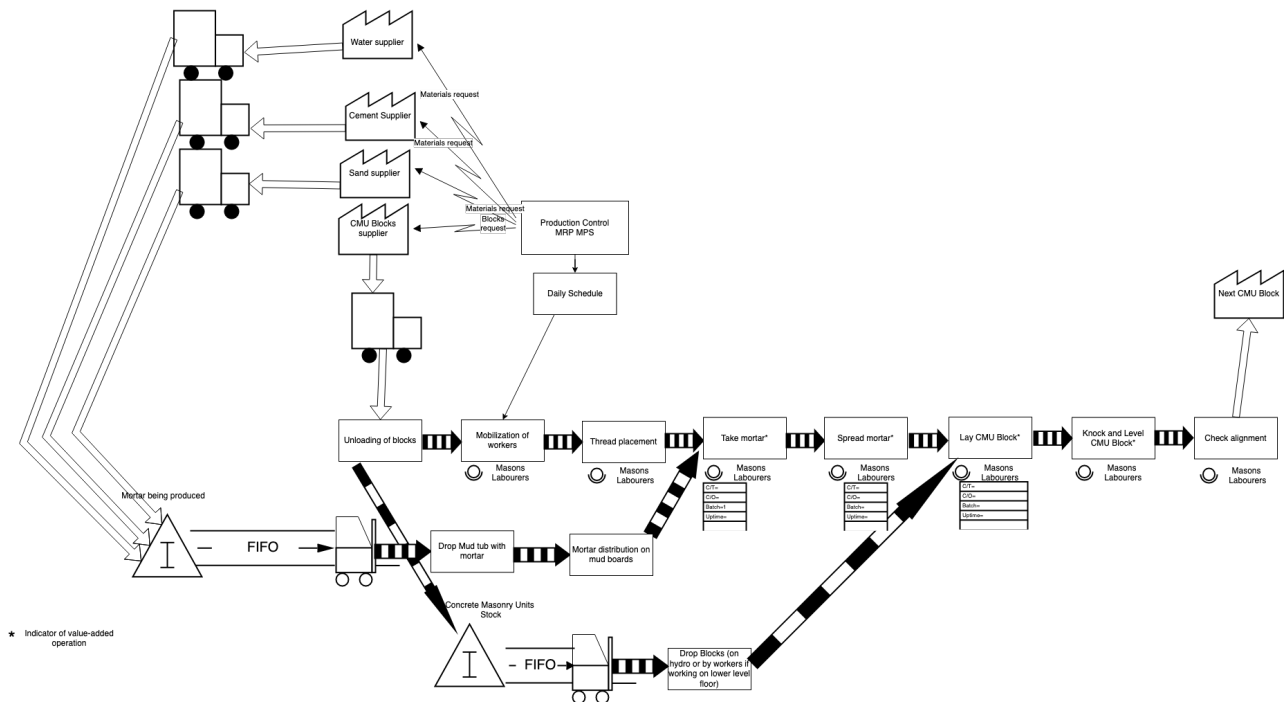 Water supplier
Materials request
Cement Supplier
Materials request
Sand supplier
Materials request
CMU Blocks
supplier
Blocks
request
Production Control
MRP MPS
Daily Schedule
Next CMU Block
Unloading of blocks
Mobilization of
workers
Thread placement
Take mortar*
Spread mortar*
Lay CMU Block*
Knock and Level
CMU Block*
Check alignment
Masons
Labourers
Masons
Labourers
Masons
Labourers
Masons
Labourers
Masons
Labourers
Masons
Labourers
Masons
Labourers
C/T=
C/O=
Batch=1
Uptime=
C/T=
C/O=
Batch=
Uptime=
C/T=
C/O=
Batch=
Uptime=
Mortar being produced
I
FIFO
Drop Mud tub with
mortar
Mortar distribution on
mud boards
Concrete Masonry Units
Stock
I
FIFO
Drop Blocks (on
hydro or by workers if
working on lower level
floor)
* Indicator of value-added
operation